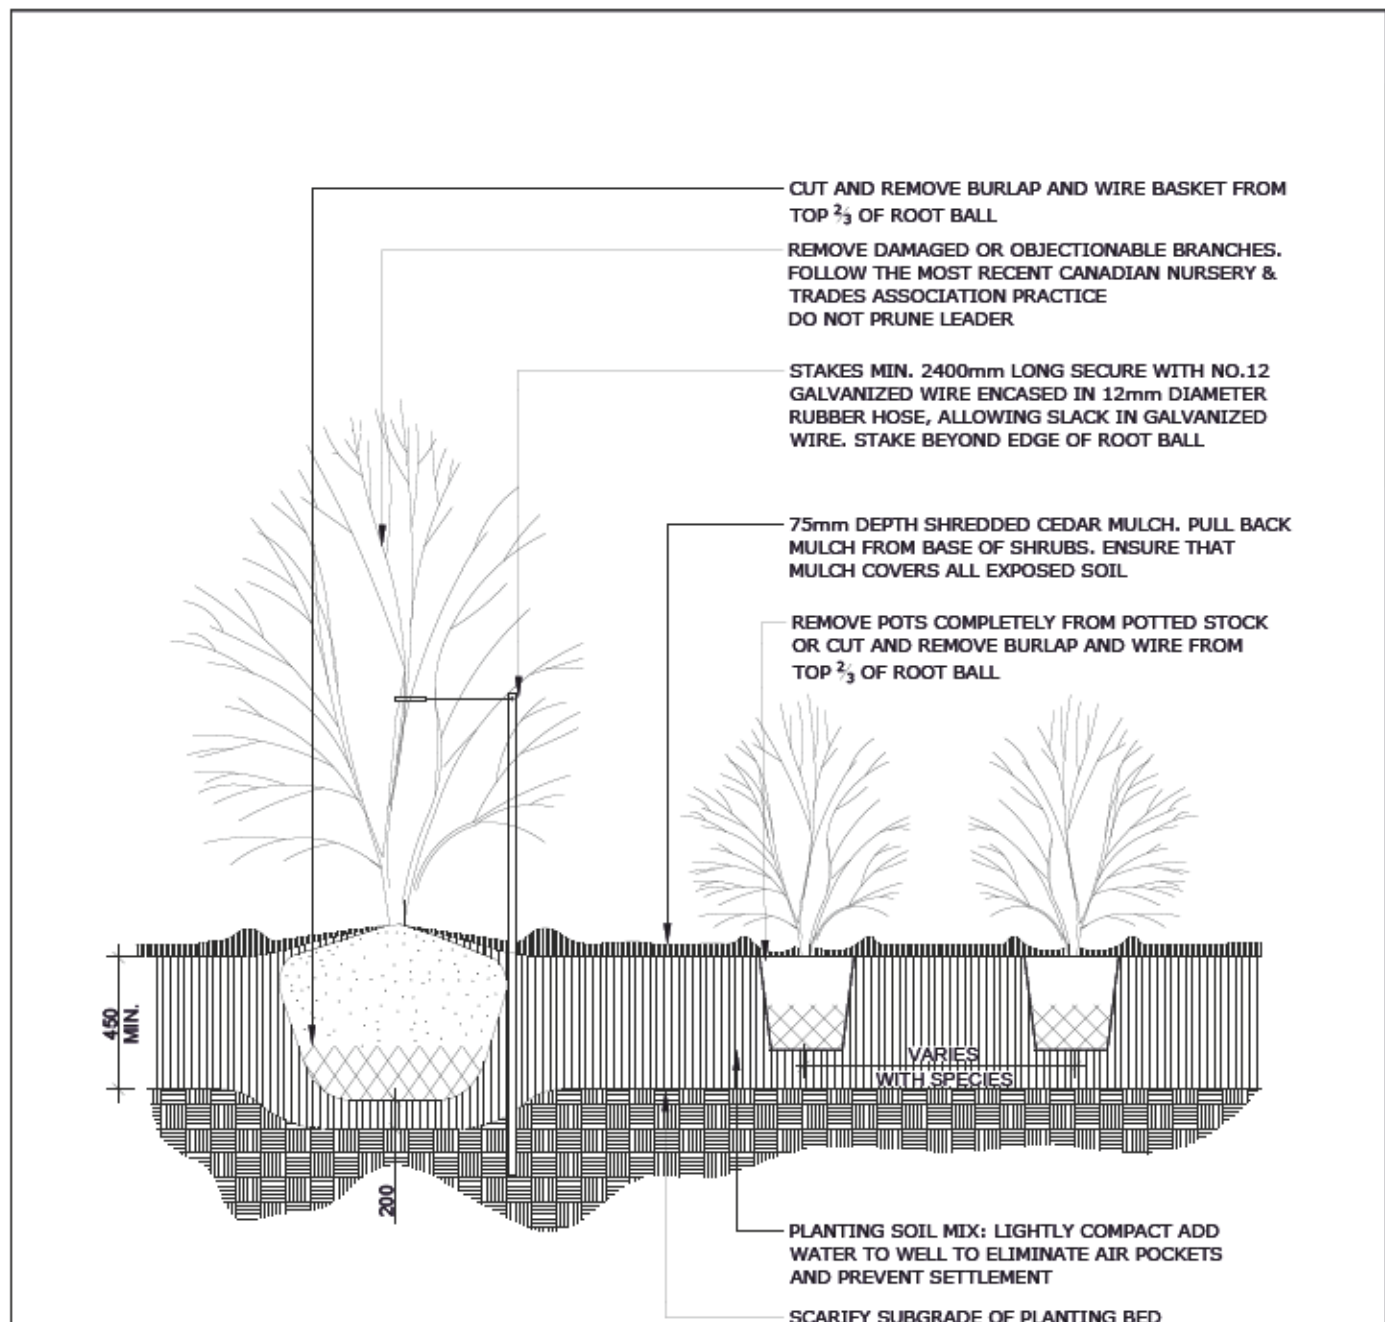 CUT AND REMOVE BURLAP AND WIRE BASKET FROM
TOP 2/3 OF ROOT BALL
REMOVE DAMAGED OR OBJECTIONABLE BRANCHES.
FOLLOW THE MOST RECENT CANADIAN NURSERY &
TRADES ASSOCIATION PRACTICE
DO NOT PRUNE LEADER
STAKES MIN. 2400mm LONG SECURE WITH NO.12
GALVANIZED WIRE ENCASED IN 12mm DIAMETER
RUBBER HOSE, ALLOWING SLACK IN GALVANIZED
WIRE. STAKE BEYOND EDGE OF ROOT BALL
75mm DEPTH SHREDDED CEDAR MULCH. PULL BACK
MULCH FROM BASE OF SHRUBS. ENSURE THAT
MULCH COVERS ALL EXPOSED SOIL
REMOVE POTS COMPLETELY FROM POTTED STOCK
OR CUT AND REMOVE BURLAP AND WIRE FROM
TOP 2/3 OF ROOT BALL
450
MIN.
VARIES
WITH SPECIES
200
PLANTING SOIL MIX: LIGHTLY COMPACT ADD
WATER TO WELL TO ELIMINATE AIR POCKETS
AND PREVENT SETTLEMENT
SCARIFY SUBGRADE OF PLANTING BED